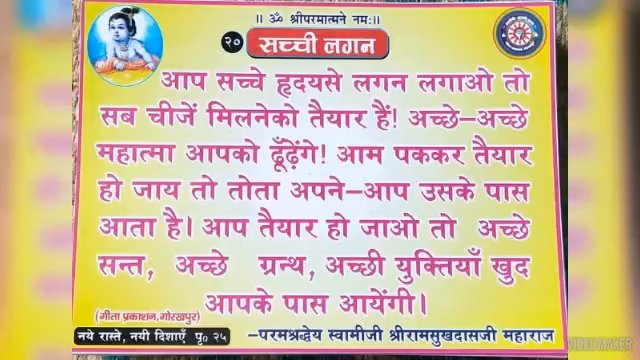 ॥ ॐ श्रीपरमात्मने नमः॥
२० सच्ची लगन
आप सच्चे हृदयसे लगन लगाओ तो
सब चीजें मिलनेको तैयार हैं! अच्छे–अच्छे
महात्मा आपको ढूँढ़ेंगे! आम पककर तैयार
हो जाय तो तोता अपने–आप उसके पास
आता है। आप तैयार हो जाओ तो अच्छे
सन्त, अच्छे ग्रन्थ, अच्छी युक्तियाँ खुद
आपके पास आयेंगी।
(गीता प्रकाशन, गोरखपुर)
नये रास्ते, नयी दिशाएँ पृ० २५
–परमश्रद्धेय स्वामीजी श्रीरामसुखदासजी महाराज